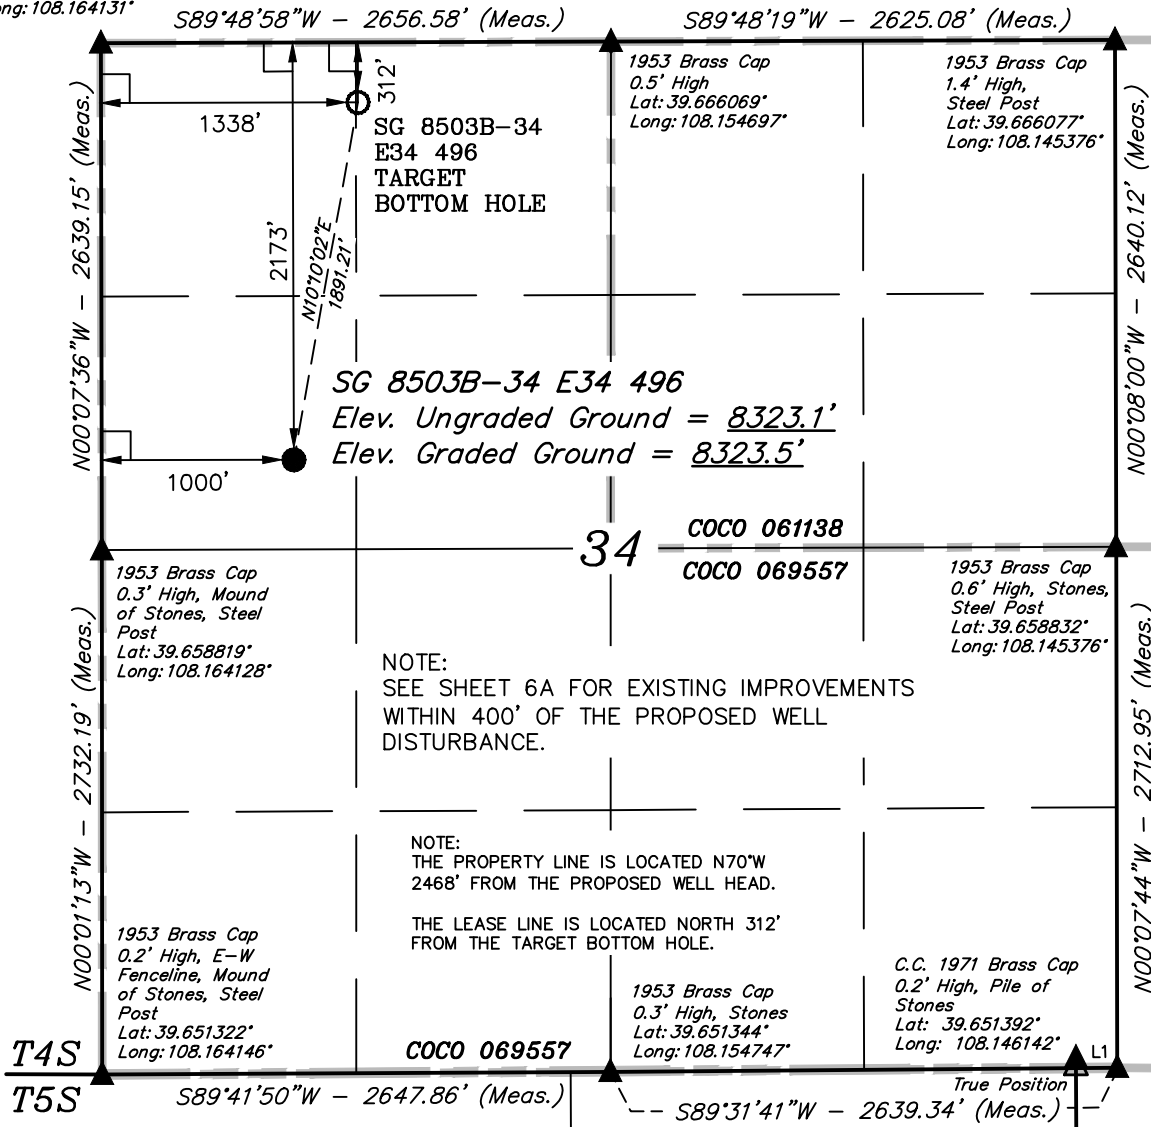 Long: 108.164131°
S89°48'58"W - 2656.58' (Meas.)
S89°48'19"W - 2625.08' (Meas.)
1953 Brass Cap
0.5' High
Lat: 39.666069°
Long: 108.154697°
1953 Brass Cap
1.4' High,
Steel Post
Lat: 39.666077°
Long: 108.145376°
312'
1338'
SG 8503B-34
E34 496
TARGET
BOTTOM HOLE
N00°07'36"W - 2639.15' (Meas.)
2173'
N10°10'02"E
1891.21'
N00°08'00"W - 2640.12' (Meas.)
SG 8503B-34 E34 496
Elev. Ungraded Ground = 8323.1'
Elev. Graded Ground = 8323.5'
1000'
34
COCO 061138
COCO 069557
1953 Brass Cap
0.3' High, Mound
of Stones, Steel
Post
Lat: 39.658819°
Long: 108.164128°
1953 Brass Cap
0.6' High, Stones,
Steel Post
Lat: 39.658832°
Long: 108.145376°
NOTE:
SEE SHEET 6A FOR EXISTING IMPROVEMENTS
WITHIN 400' OF THE PROPOSED WELL
DISTURBANCE.
N00°01'13"W - 2732.19' (Meas.)
N00°07'44"W - 2712.95' (Meas.)
NOTE:
THE PROPERTY LINE IS LOCATED N70°W
2468' FROM THE PROPOSED WELL HEAD.
THE LEASE LINE IS LOCATED NORTH 312'
FROM THE TARGET BOTTOM HOLE.
1953 Brass Cap
0.2' High, E-W
Fenceline, Mound
of Stones, Steel
Post
Lat: 39.651322°
Long: 108.164146°
1953 Brass Cap
0.3' High, Stones
Lat: 39.651344°
Long: 108.154747°
C.C. 1971 Brass Cap
0.2' High, Pile of
Stones
Lat: 39.651392°
Long: 108.146142°
COCO 069557
L1
T4S
T5S
True Position
S89°41'50"W - 2647.86' (Meas.)
S89°31'41"W - 2639.34' (Meas.)